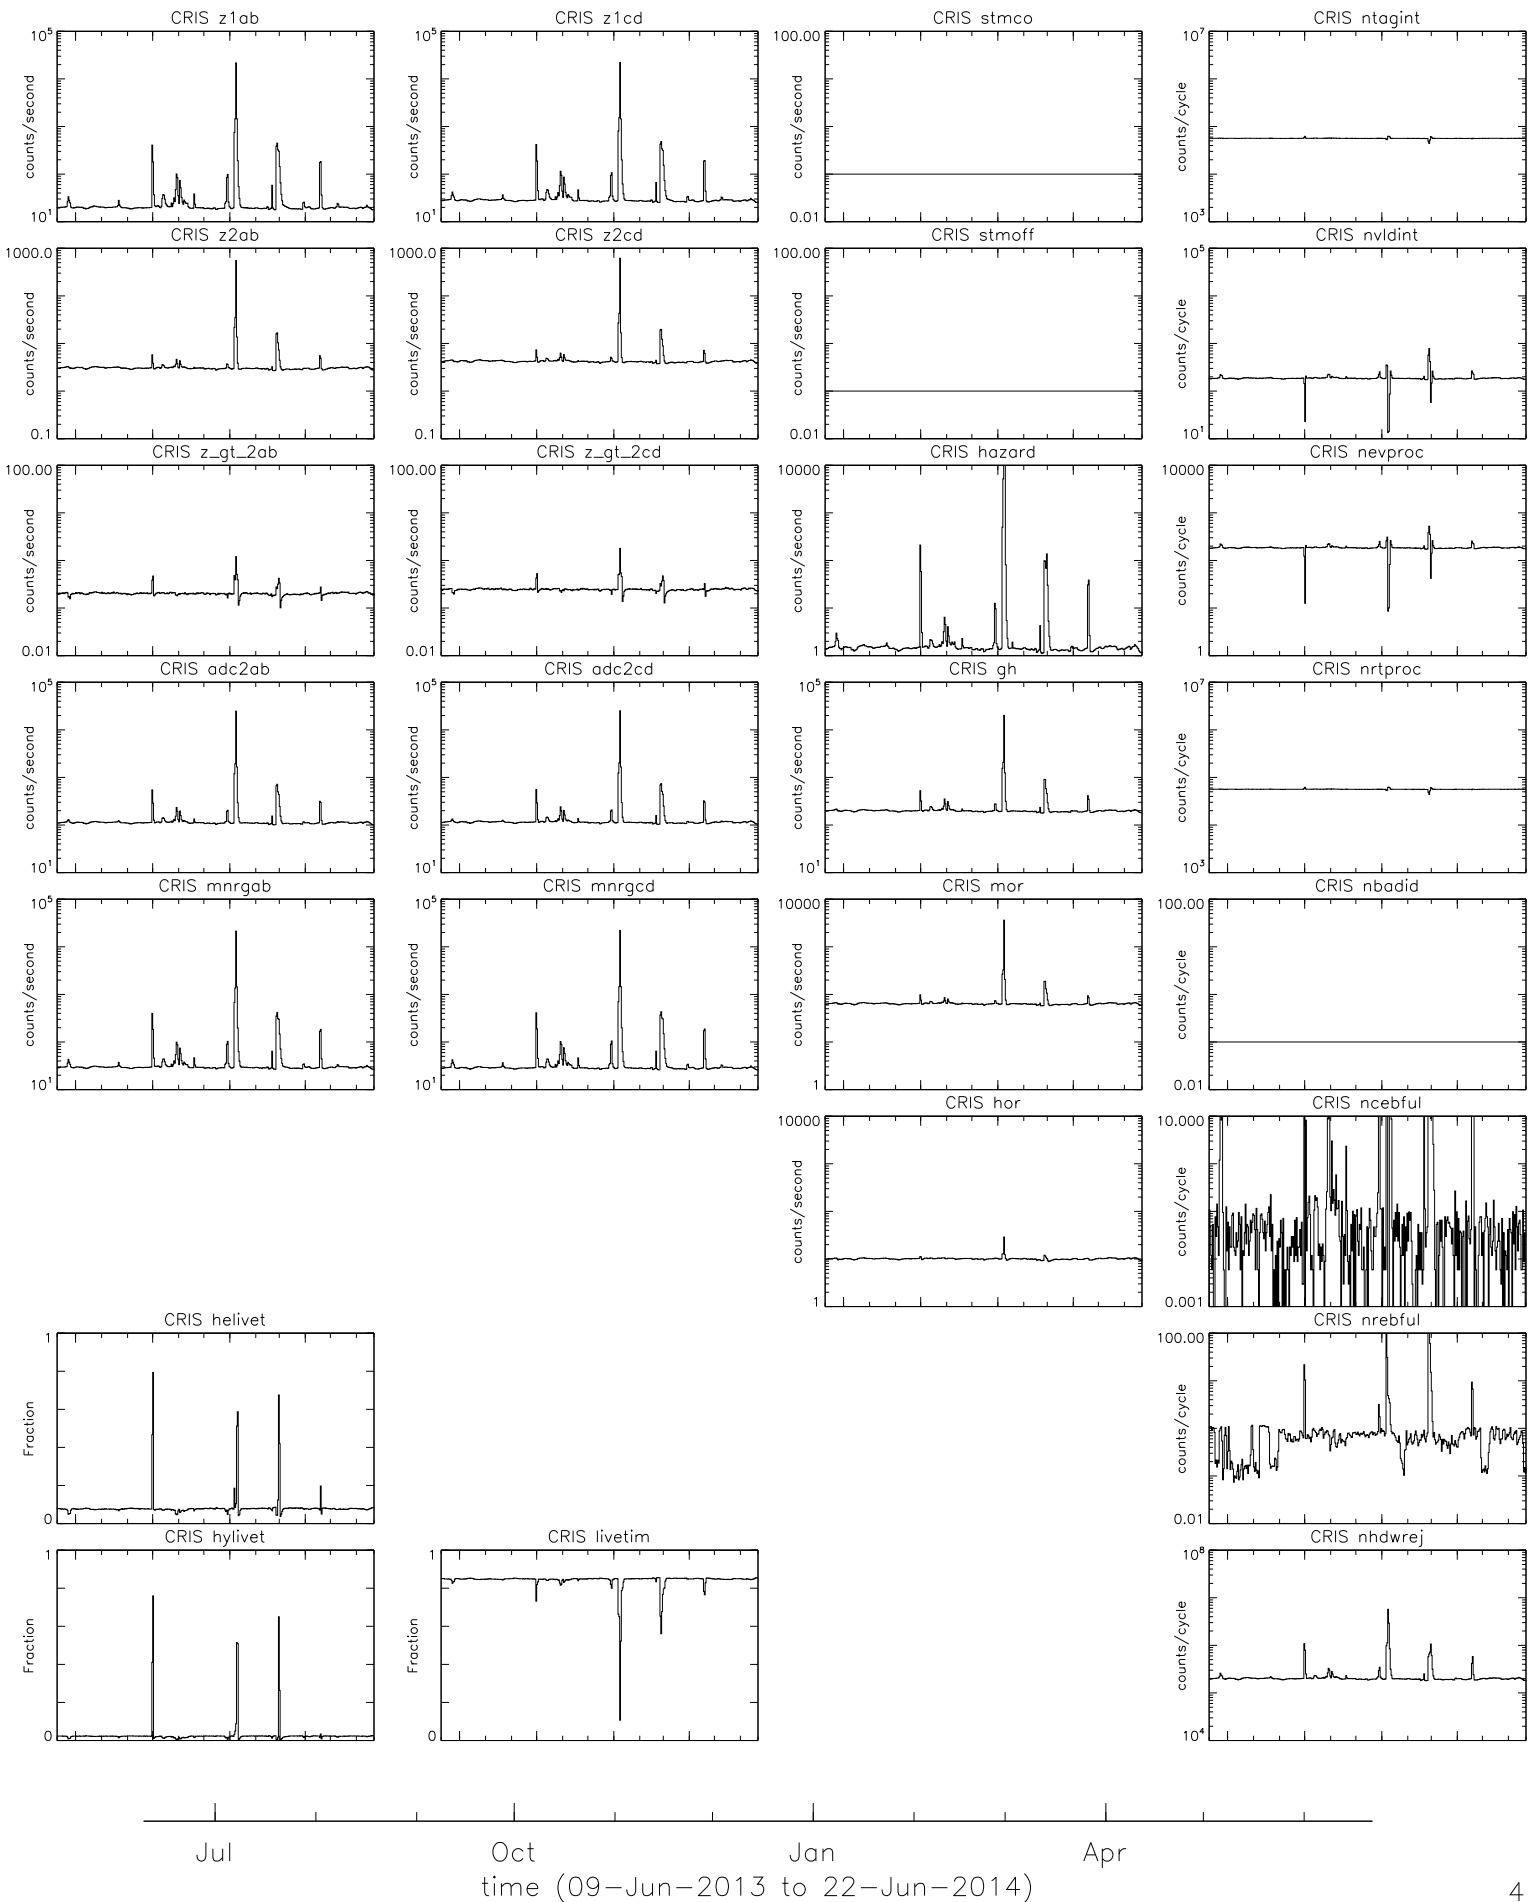 CRIS z1ab
10^5
counts/second
10^1
CRIS z1cd
10^5
counts/second
10^1
CRIS stmco
100.00
counts/second
0.01
CRIS ntagint
10^7
counts/cycle
10^3
CRIS z2ab
1000.0
counts/second
0.1
CRIS z2cd
1000.0
counts/second
0.1
CRIS stmoff
100.00
counts/second
0.01
CRIS nvldint
10^5
counts/cycle
10^1
CRIS z_gt_2ab
100.00
counts/second
0.01
CRIS z_gt_2cd
100.00
counts/second
0.01
CRIS hazard
10000
counts/second
1
CRIS nevproc
10000
counts/cycle
1
CRIS adc2ab
10^5
counts/second
10^1
CRIS adc2cd
10^5
counts/second
10^1
CRIS gh
10^5
counts/second
10^1
CRIS nrtproc
10^7
counts/cycle
10^3
CRIS mnrgab
10^5
counts/second
10^1
CRIS mnrgcd
10^5
counts/second
10^1
CRIS mor
10000
counts/second
1
CRIS nbadid
100.00
counts/cycle
0.01
CRIS hor
10000
counts/second
1
CRIS ncebful
10.000
counts/cycle
0.001
CRIS helivet
1
Fraction
0
CRIS nrebful
100.00
counts/cycle
0.01
CRIS hylivet
1
Fraction
0
CRIS livetim
1
Fraction
0
CRIS nhdwrej
10^8
counts/cycle
10^4
Jul
Oct
Jan
Apr
time (09-Jun-2013 to 22-Jun-2014)
4